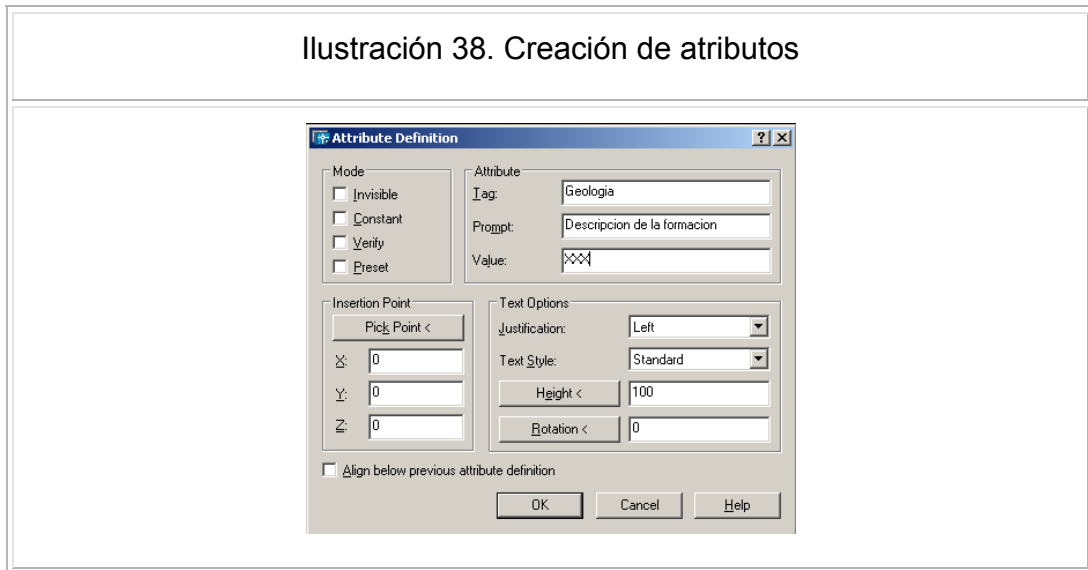 Ilustración 38. Creación de atributos
Attribute Definition
Mode
Invisible
Constant
Verify
Preset
Attribute
Tag: Geologia
Prompt: Descripcion de la formacion
Value: XXX
Insertion Point
Pick Point <
X: 0
Y: 0
Z: 0
Text Options
Justification: Left
Text Style: Standard
Height < 100
Rotation < 0
Align below previous attribute definition
OK Cancel Help